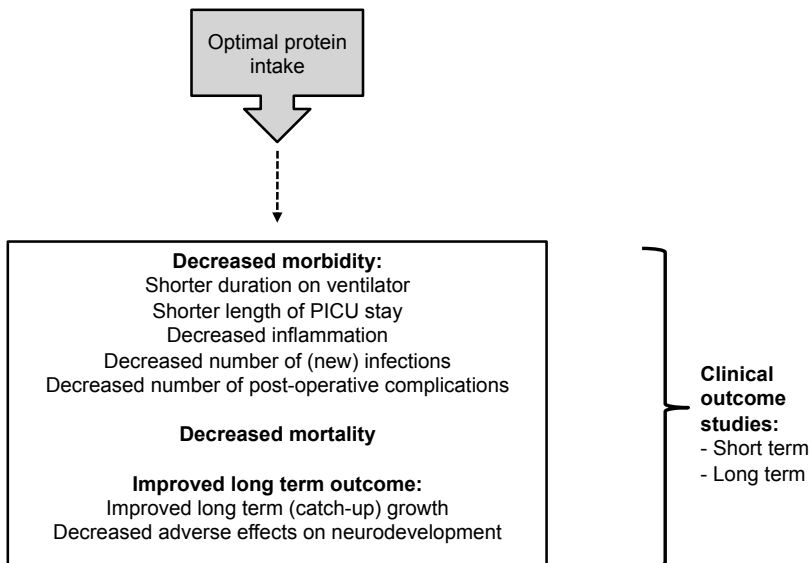 Optimal protein
intake
Decreased morbidity:
Shorter duration on ventilator
Shorter length of PICU stay
Decreased inflammation
Decreased number of (new) infections
Decreased number of post-operative complications
Decreased mortality
Improved long term outcome:
Improved long term (catch-up) growth
Decreased adverse effects on neurodevelopment
Clinical
outcome
studies:
- Short term
- Long term